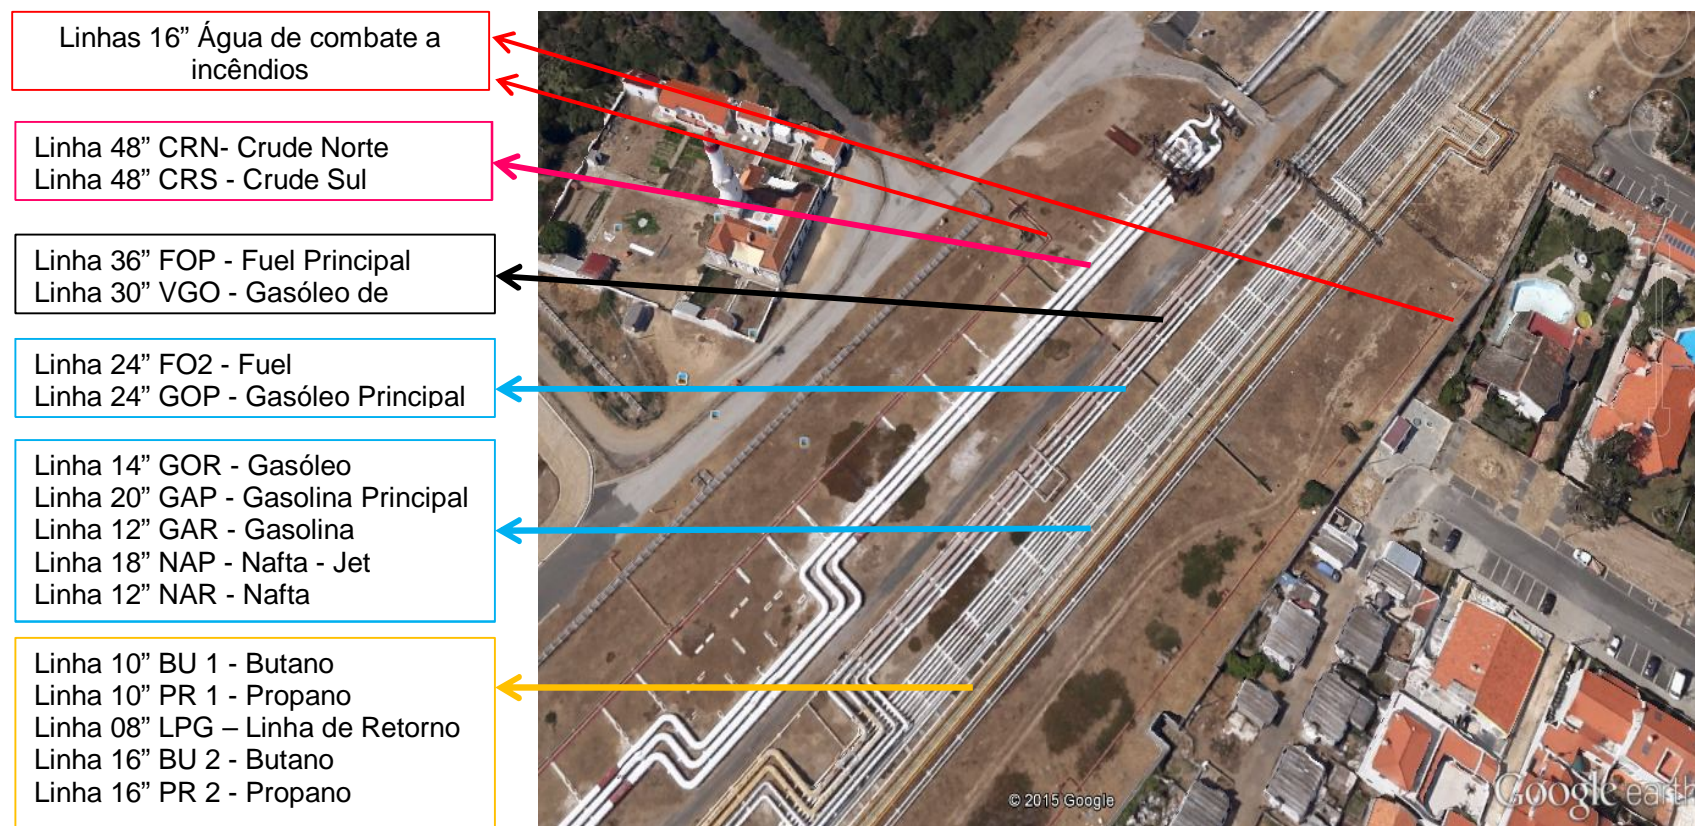 Linhas 16” Água de combate a
incêndios
Linha 48” CRN- Crude Norte
Linha 48” CRS - Crude Sul
Linha 36” FOP - Fuel Principal
Linha 30” VGO - Gasóleo de
Linha 24” FO2 - Fuel
Linha 24” GOP - Gasóleo Principal
Linha 14” GOR - Gasóleo
Linha 20” GAP - Gasolina Principal
Linha 12” GAR - Gasolina
Linha 18” NAP - Nafta - Jet
Linha 12” NAR - Nafta
Linha 10” BU 1 - Butano
Linha 10” PR 1 - Propano
Linha 08” LPG – Linha de Retorno
Linha 16” BU 2 - Butano
Linha 16” PR 2 - Propano
© 2015 Google
Google earth